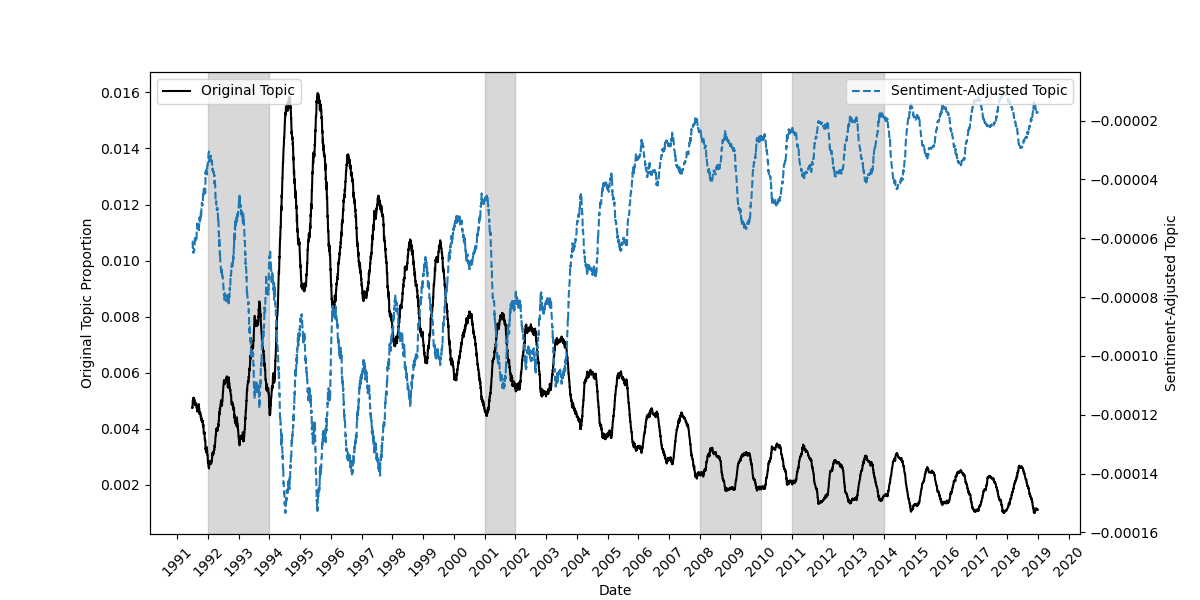 Original Topic
Sentiment-Adjusted Topic
0.016
0.014
0.012
0.010
0.008
0.006
0.004
0.002
Original Topic Proportion
−0.00002
−0.00004
−0.00006
−0.00008
−0.00010
−0.00012
−0.00014
−0.00016
Sentiment-Adjusted Topic
1991 1992 1993 1994 1995 1996 1997 1998 1999 2000 2001 2002 2003 2004 2005 2006 2007 2008 2009 2010 2011 2012 2013 2014 2015 2016 2017 2018 2019 2020
Date